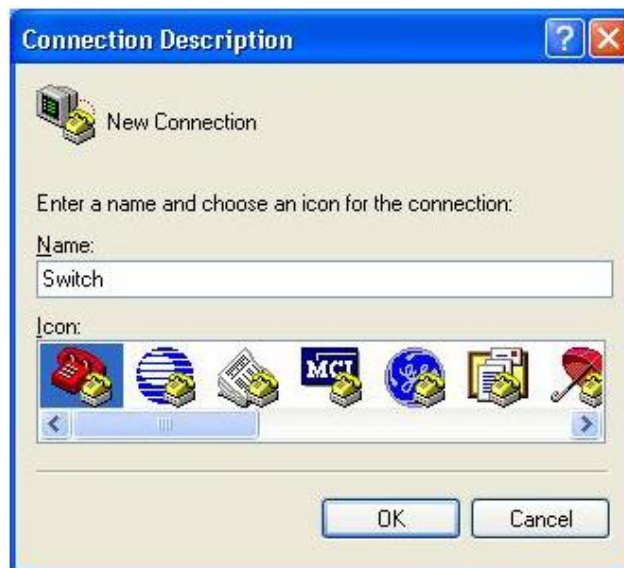 Connection Description
New Connection
Enter a name and choose an icon for the connection:
Name:
Switch
Icon:
MCI
OK
Cancel